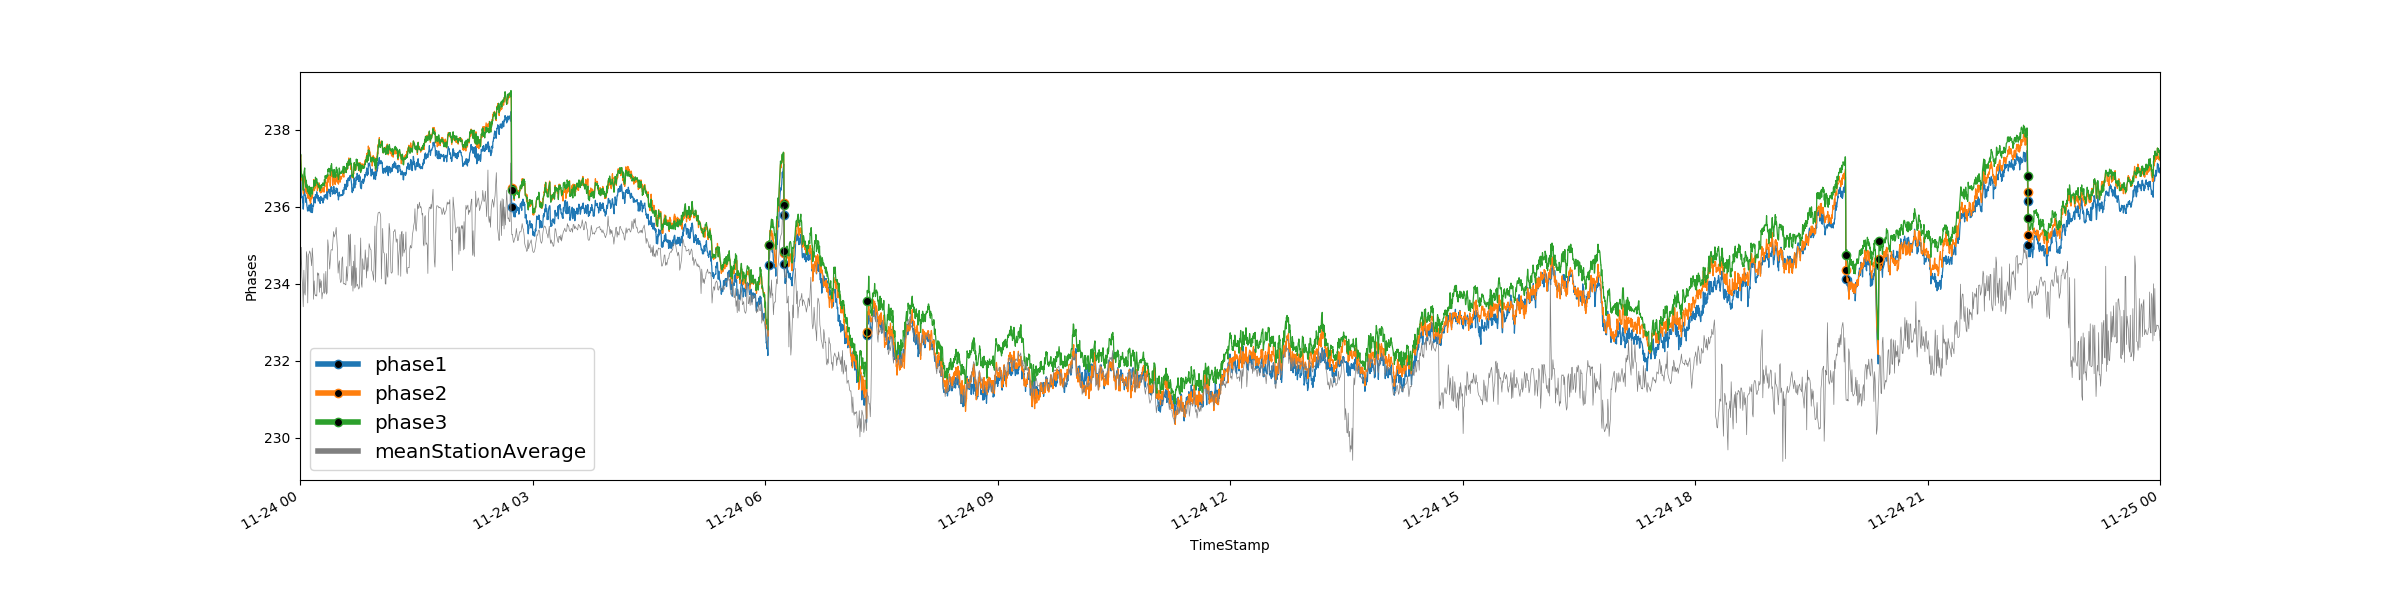 238
236
234
232
230
Phases
phase1
phase2
phase3
meanStationAverage
11-24 00
11-24 03
11-24 06
11-24 09
11-24 12
11-24 15
11-24 18
11-24 21
11-25 00
TimeStamp